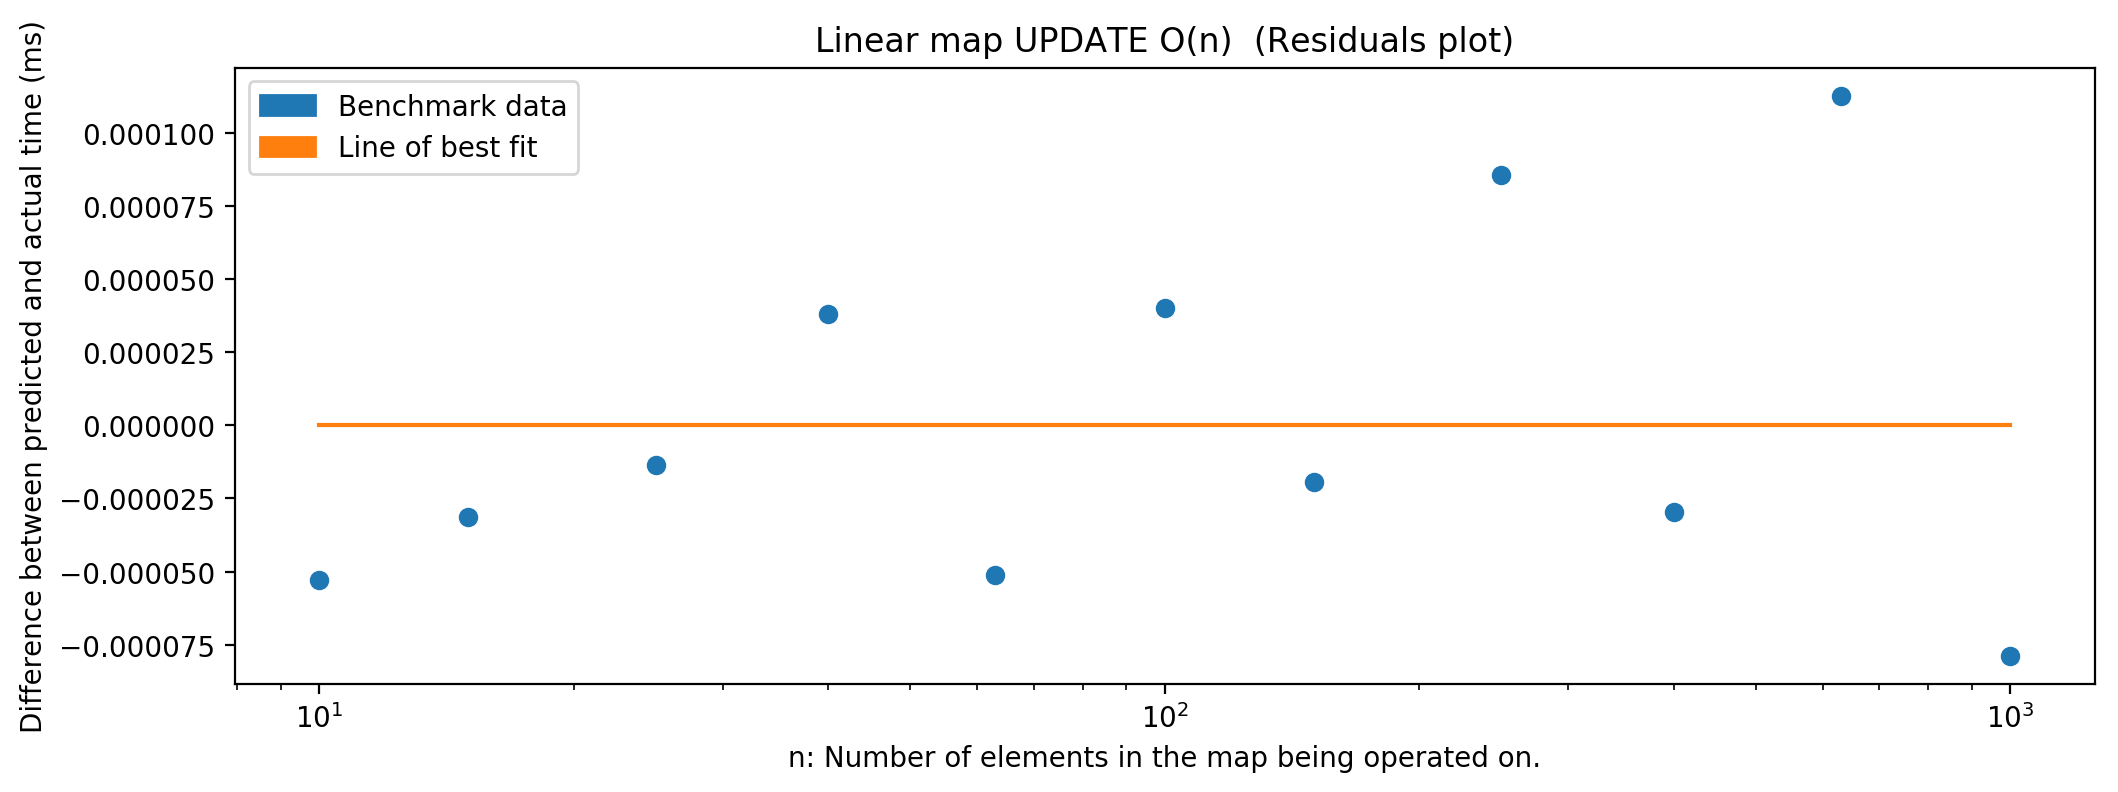 Linear map UPDATE O(n)  (Residuals plot)
Benchmark data
Line of best fit
Difference between predicted and actual time (ms)
0.000100
0.000075
0.000050
0.000025
0.000000
−0.000025
−0.000050
−0.000075
10¹ 10² 10³
n: Number of elements in the map being operated on.